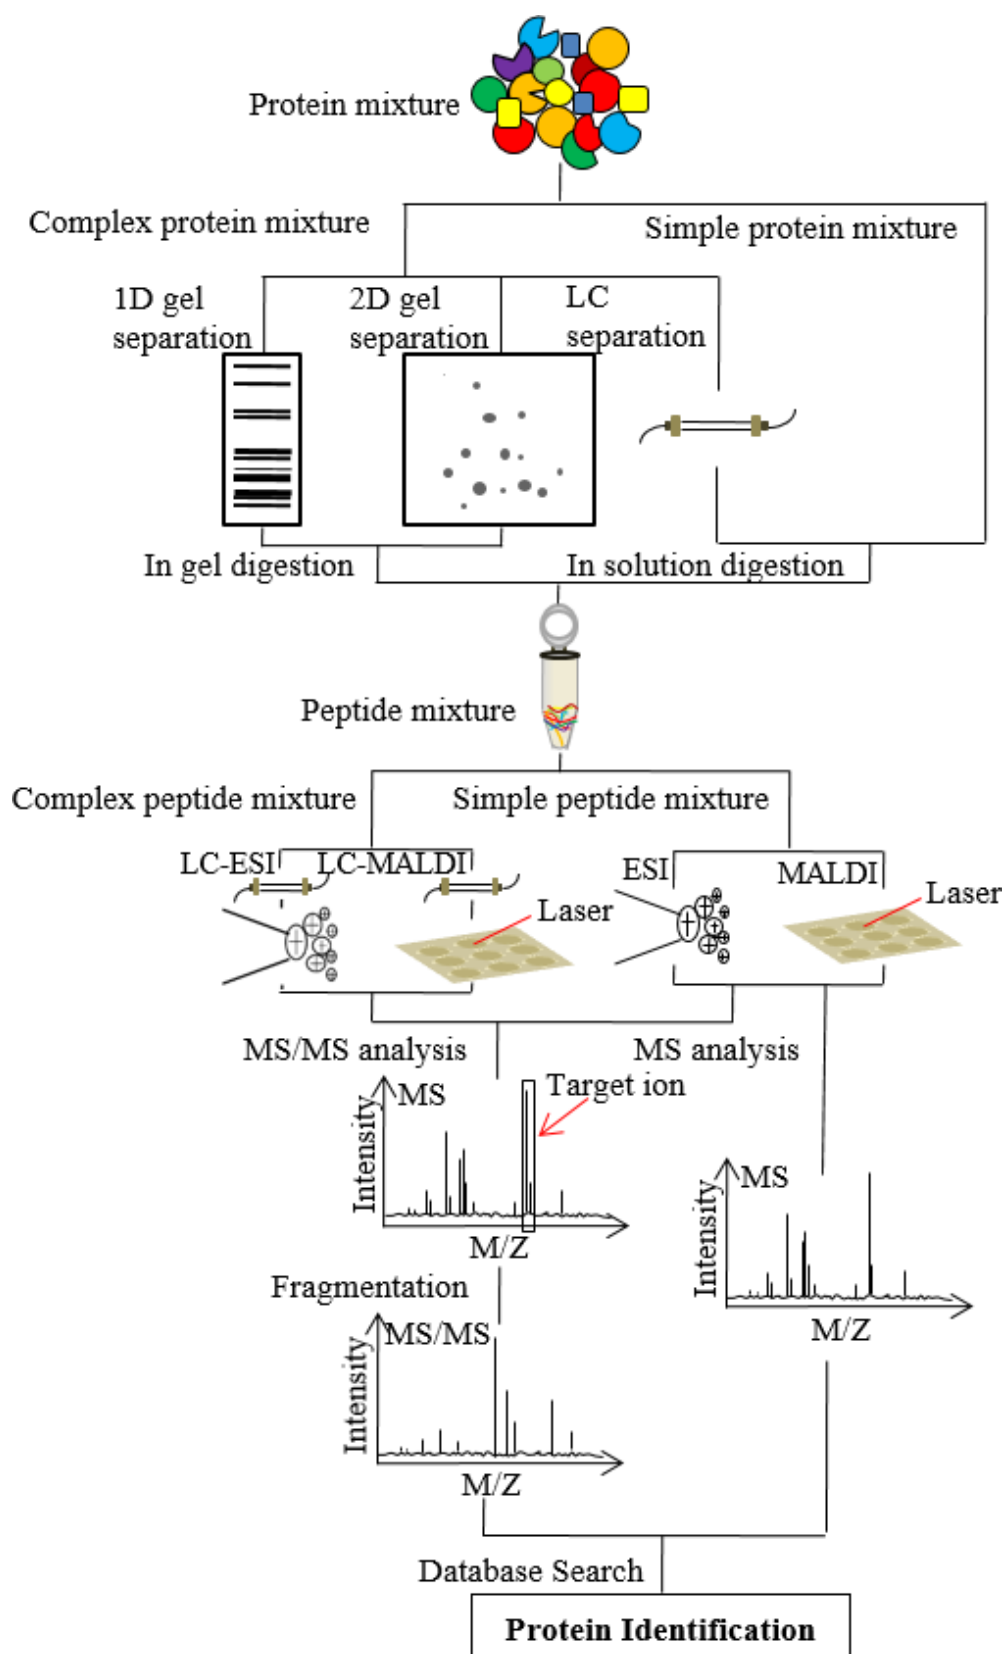 Protein mixture
Complex protein mixture
Simple protein mixture
1D gel
separation
2D gel
separation
LC
separation
In gel digestion
In solution digestion
Peptide mixture
Complex peptide mixture
Simple peptide mixture
LC-ESI
LC-MALDI
ESI
MALDI
Laser
Laser
MS/MS analysis
MS analysis
MS
Target ion
Intensity
M/Z
MS
Intensity
M/Z
Fragmentation
MS/MS
Intensity
M/Z
Database Search
Protein Identification